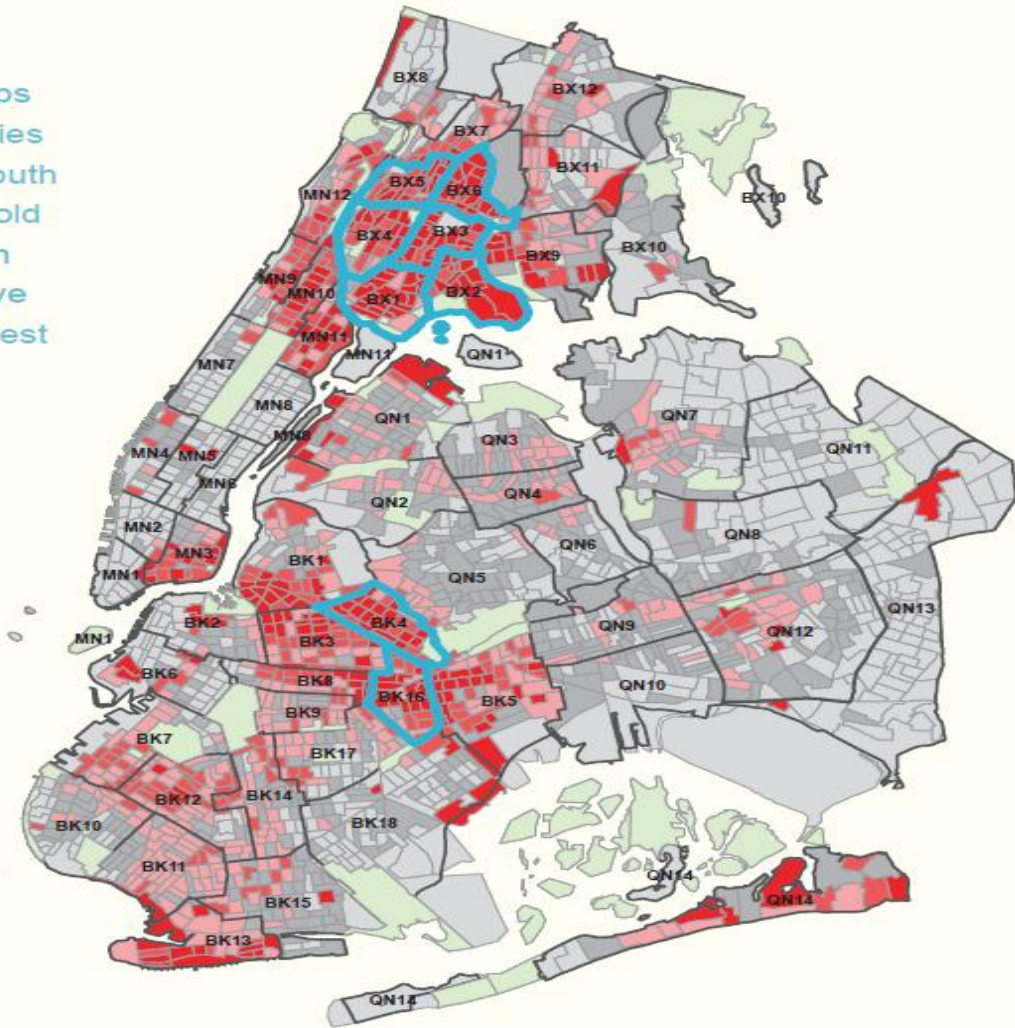 ps
ies
outh
old
n
ve
est
BX8
BX12
BX7
BX11
MN12
BX5
BX6
BX10
BX10
BX4
BX3
BX9
MN9
MN10
BX1
BX2
MN11
MN11
QN1
MN7
MN8
QN1
QN7
MN8
QN3
QN11
MN4
MN5
MN6
QN4
QN2
MN2
QN8
MN3
QN6
BK1
QN5
MN1
QN13
BK2
BK4
QN9
QN12
MN1
BK3
BK6
BK8
BK16
BK5
QN10
BK9
BK7
BK17
BK12
BK14
BK10
BK18
BK11
QN14
BK15
QN14
BK13
QN14